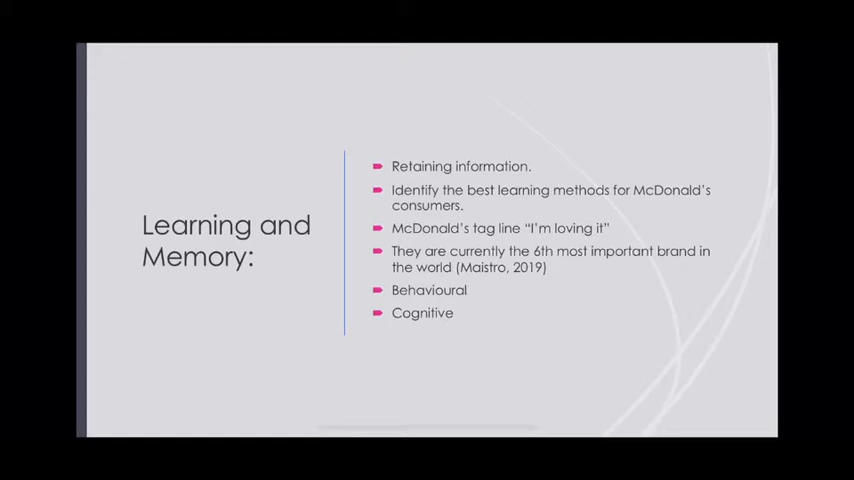 Learning and
Memory:
Retaining information.
Identify the best learning methods for McDonald's
consumers.
McDonald's tag line “I'm loving it”
They are currently the 6th most important brand in
the world (Maistro, 2019)
Behavioural
Cognitive